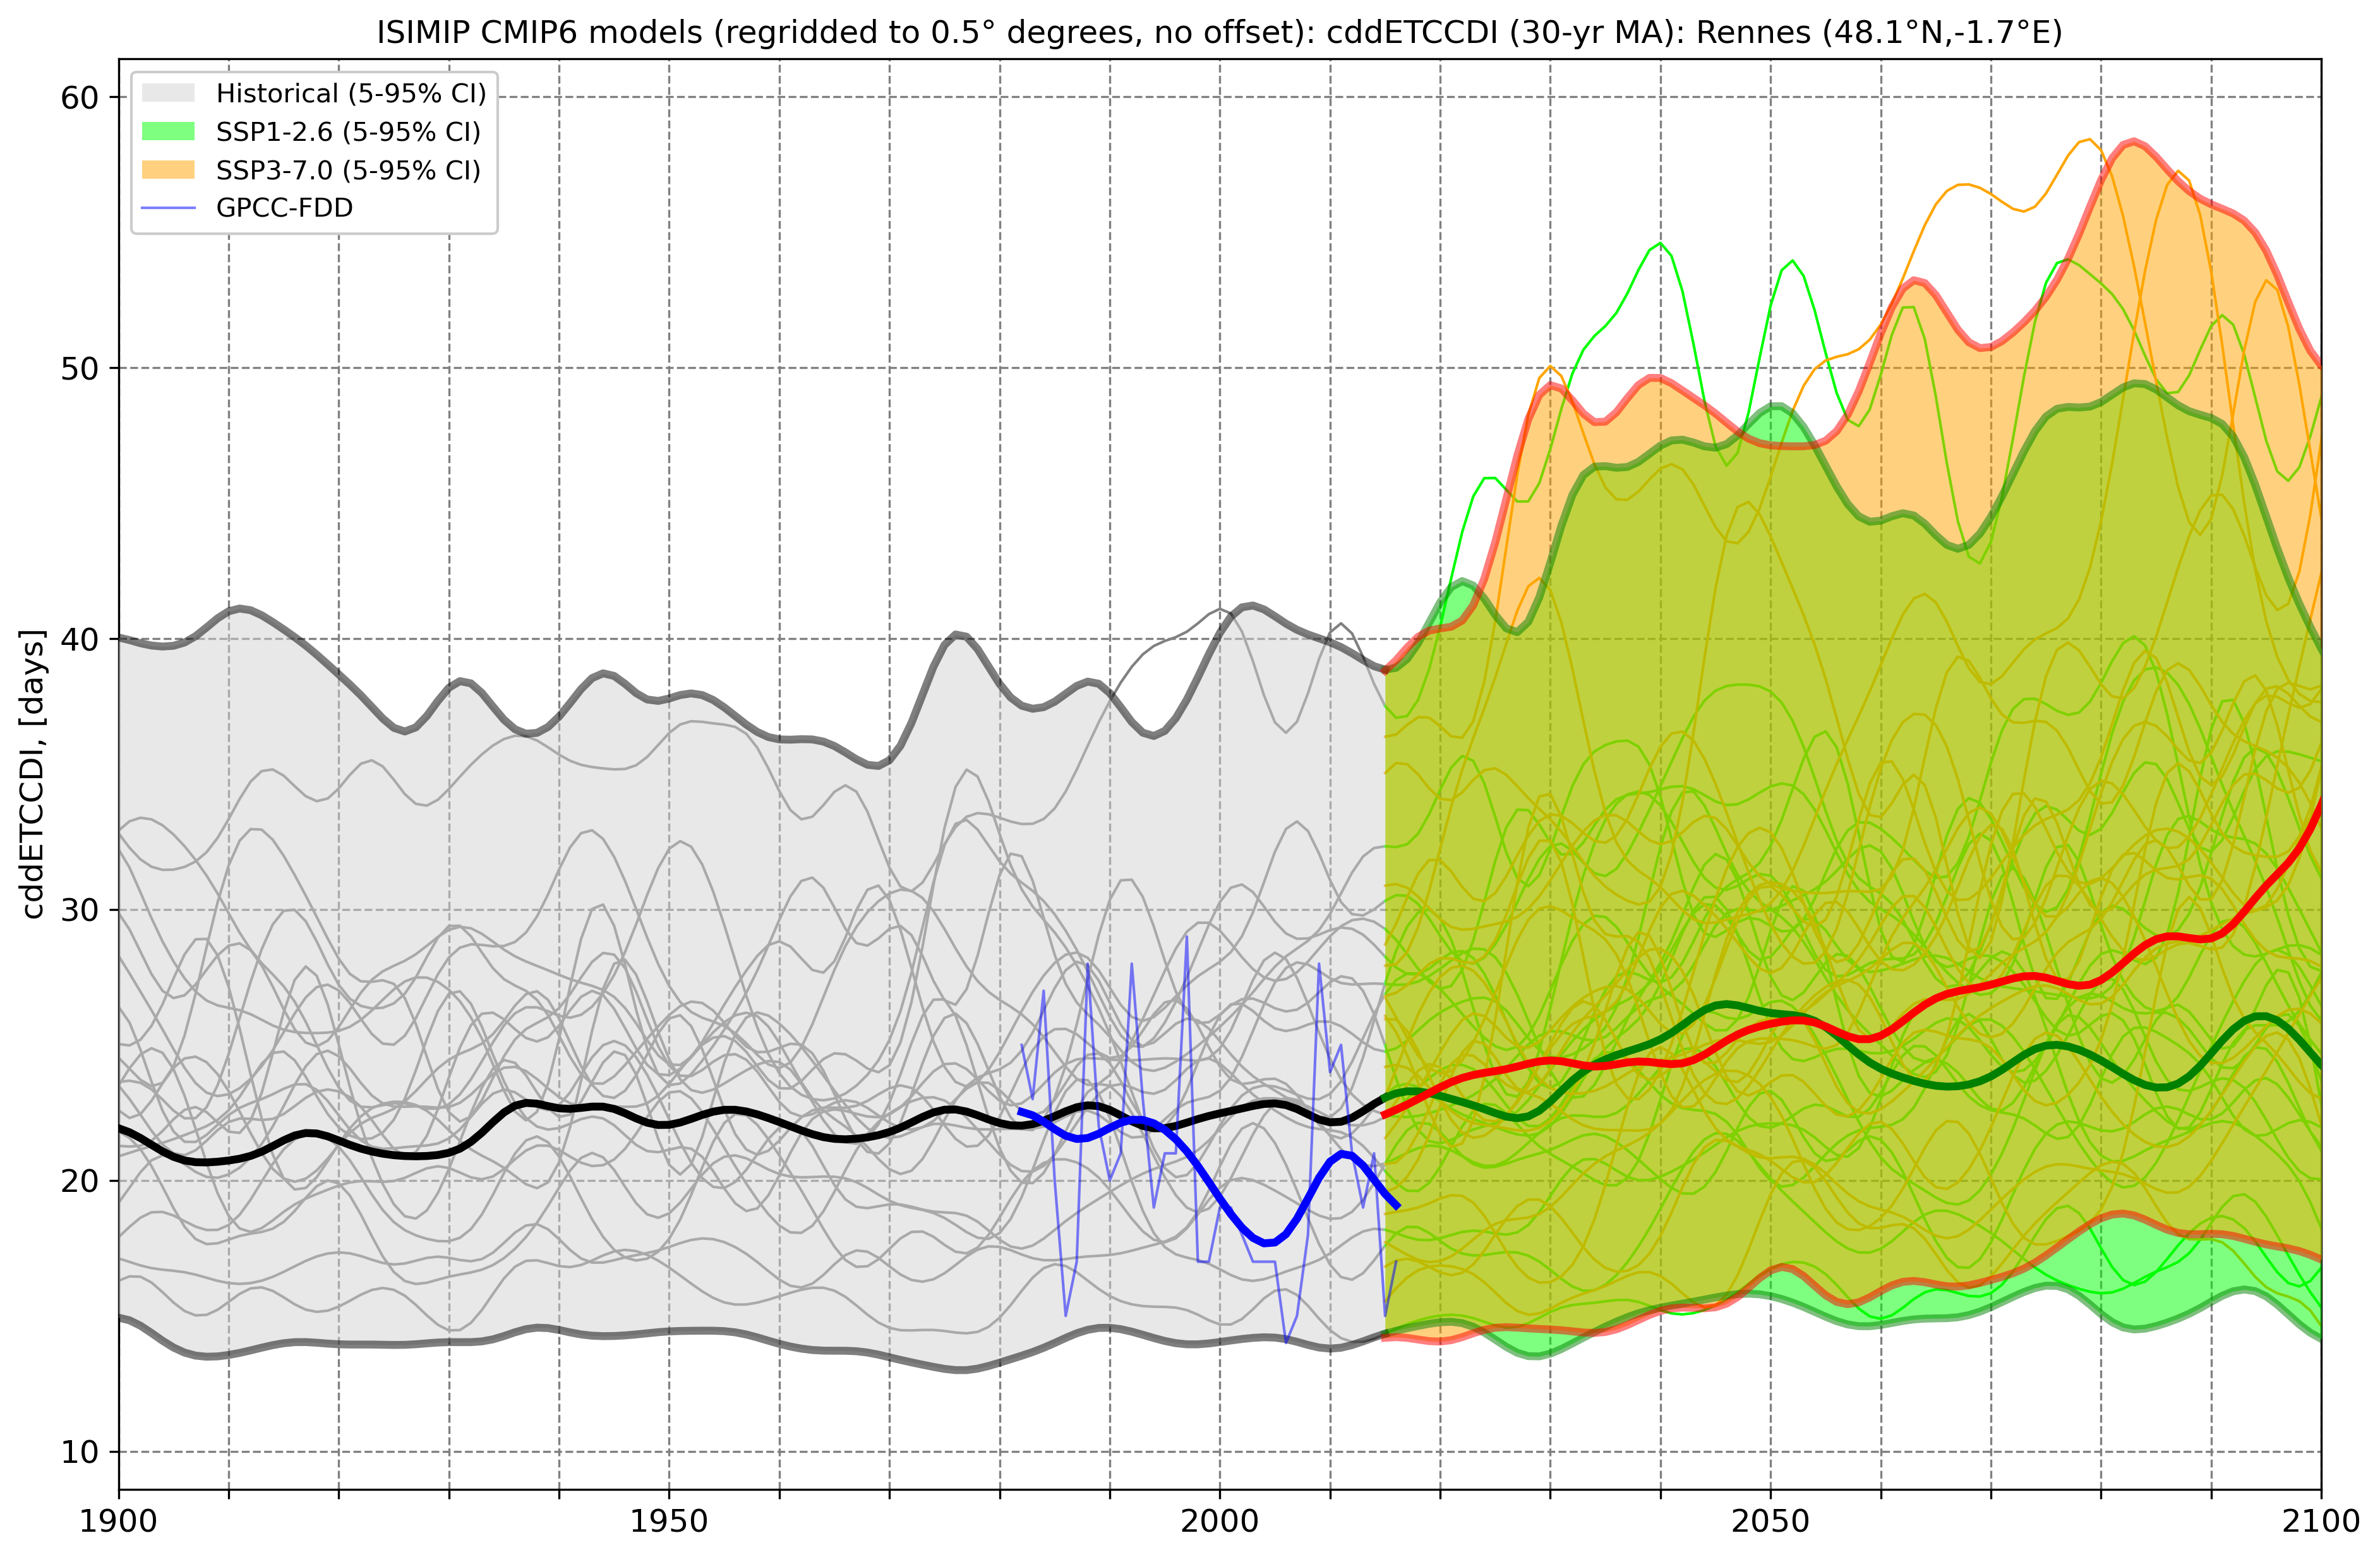 ISIMIP CMIP6 models (regridded to 0.5° degrees, no offset): cddETCCDI (30-yr MA): Rennes (48.1°N,-1.7°E)
Historical (5-95% CI)
SSP1-2.6 (5-95% CI)
SSP3-7.0 (5-95% CI)
GPCC-FDD
cddETCCDI, [days]
60
50
40
30
20
10
1900 1950 2000 2050 2100